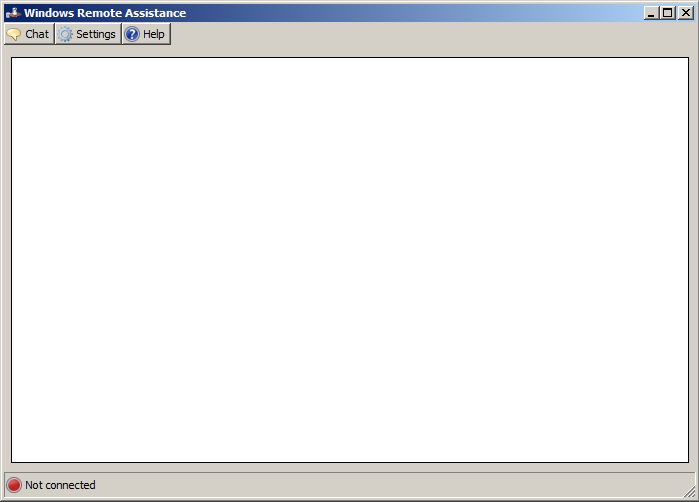 Windows Remote Assistance
Chat Settings Help
Not connected